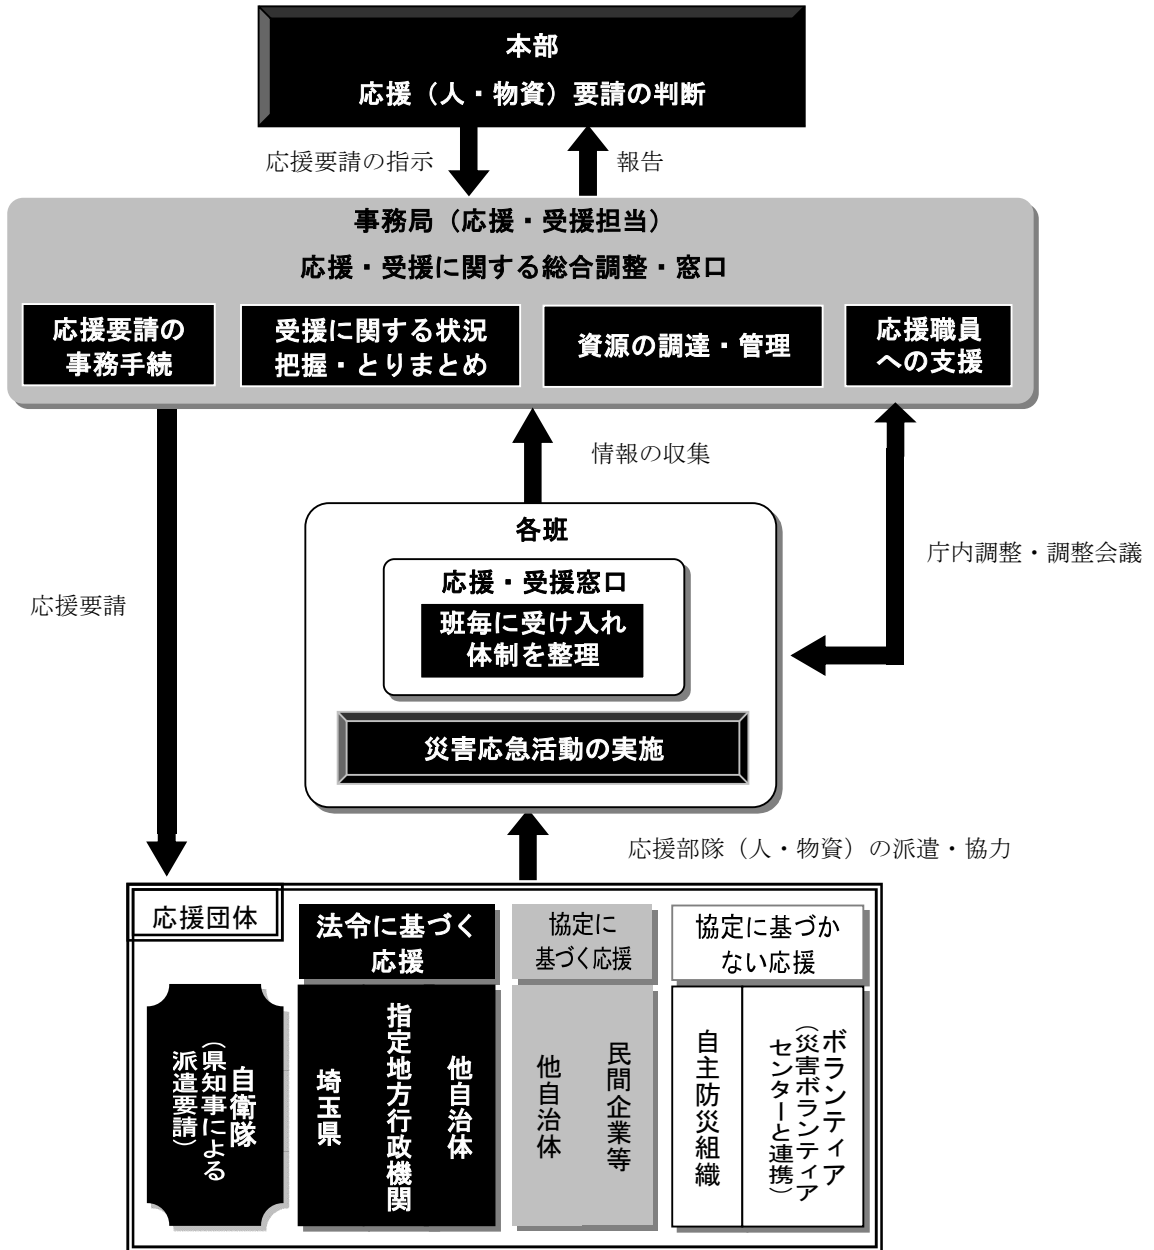 本部
応援（人・物資）要請の判断
応援要請の指示
報告
事務局（応援・受援担当）
応援・受援に関する総合調整・窓口
応援要請の
事務手続
受援に関する状況
把握・とりまとめ
資源の調達・管理
応援職員
への支援
情報の収集
各班
応援・受援窓口
班毎に受け入れ
体制を整理
災害応急活動の実施
庁内調整・調整会議
応援要請
応援部隊（人・物資）の派遣・協力
応援団体
自衛隊
（県知事による
派遣要請）
法令に基づく
応援
埼玉県
指定地方行政機関
他自治体
協定に
基づく応援
他自治体
民間企業等
協定に基づか
ない応援
自主防災組織
ボランティア
（災害ボランティア
センターと連携）